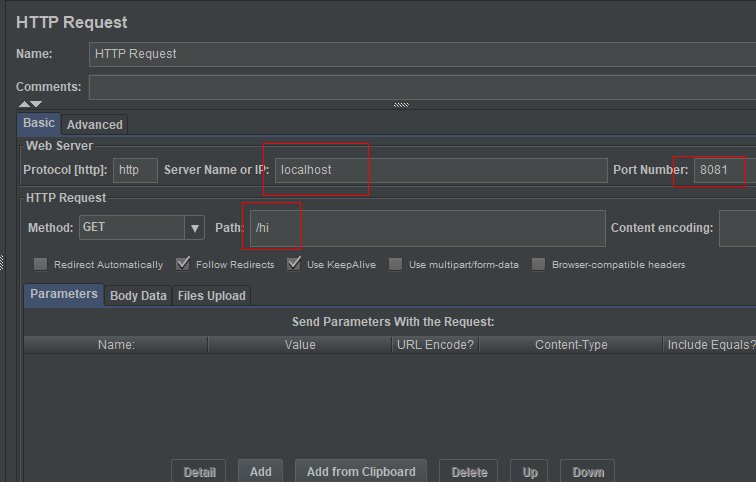 HTTP Request
Name: HTTP Request
Comments:
Basic Advanced
Web Server
Protocol [http]: http Server Name or IP: localhost Port Number: 8081
HTTP Request
Method: GET Path: /hi Content encoding:
Redirect Automatically Follow Redirects Use KeepAlive Use multipart/form-data Browser-compatible headers
Parameters Body Data Files Upload
Send Parameters With the Request:
Name: Value URL Encode? Content-Type Include Equals?
Detail Add Add from Clipboard Delete Up Down